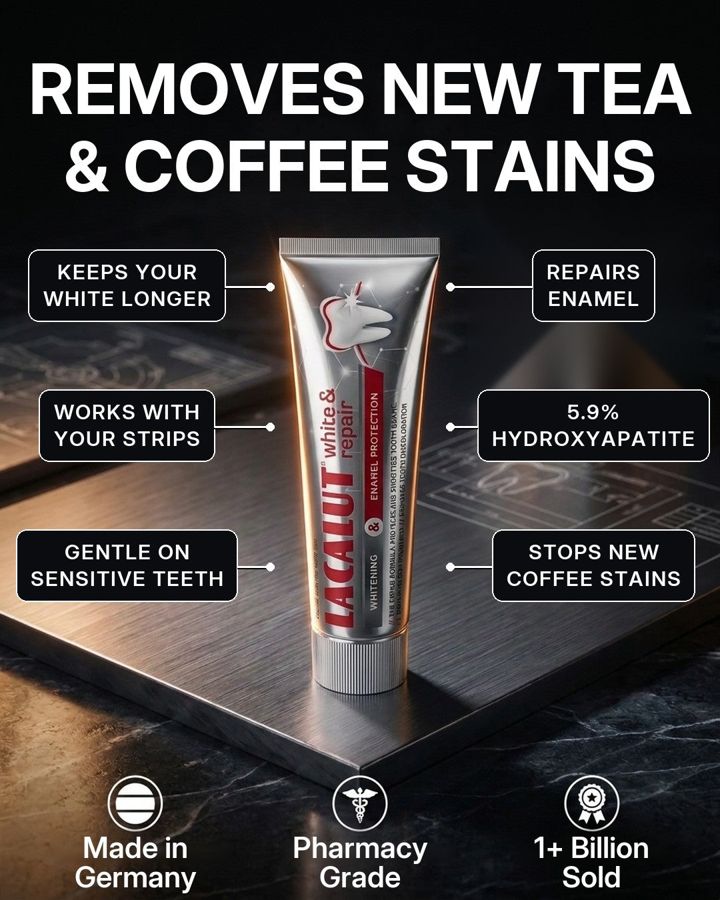 REMOVES NEW TEA
& COFFEE STAINS
KEEPS YOUR
WHITE LONGER
REPAIRS
ENAMEL
WORKS WITH
YOUR STRIPS
5.9%
HYDROXYAPATITE
GENTLE ON
SENSITIVE TEETH
STOPS NEW
COFFEE STAINS
LACALUT
white &
repair
WHITENING & ENAMEL PROTECTION
Made in
Germany
Pharmacy
Grade
1+ Billion
Sold